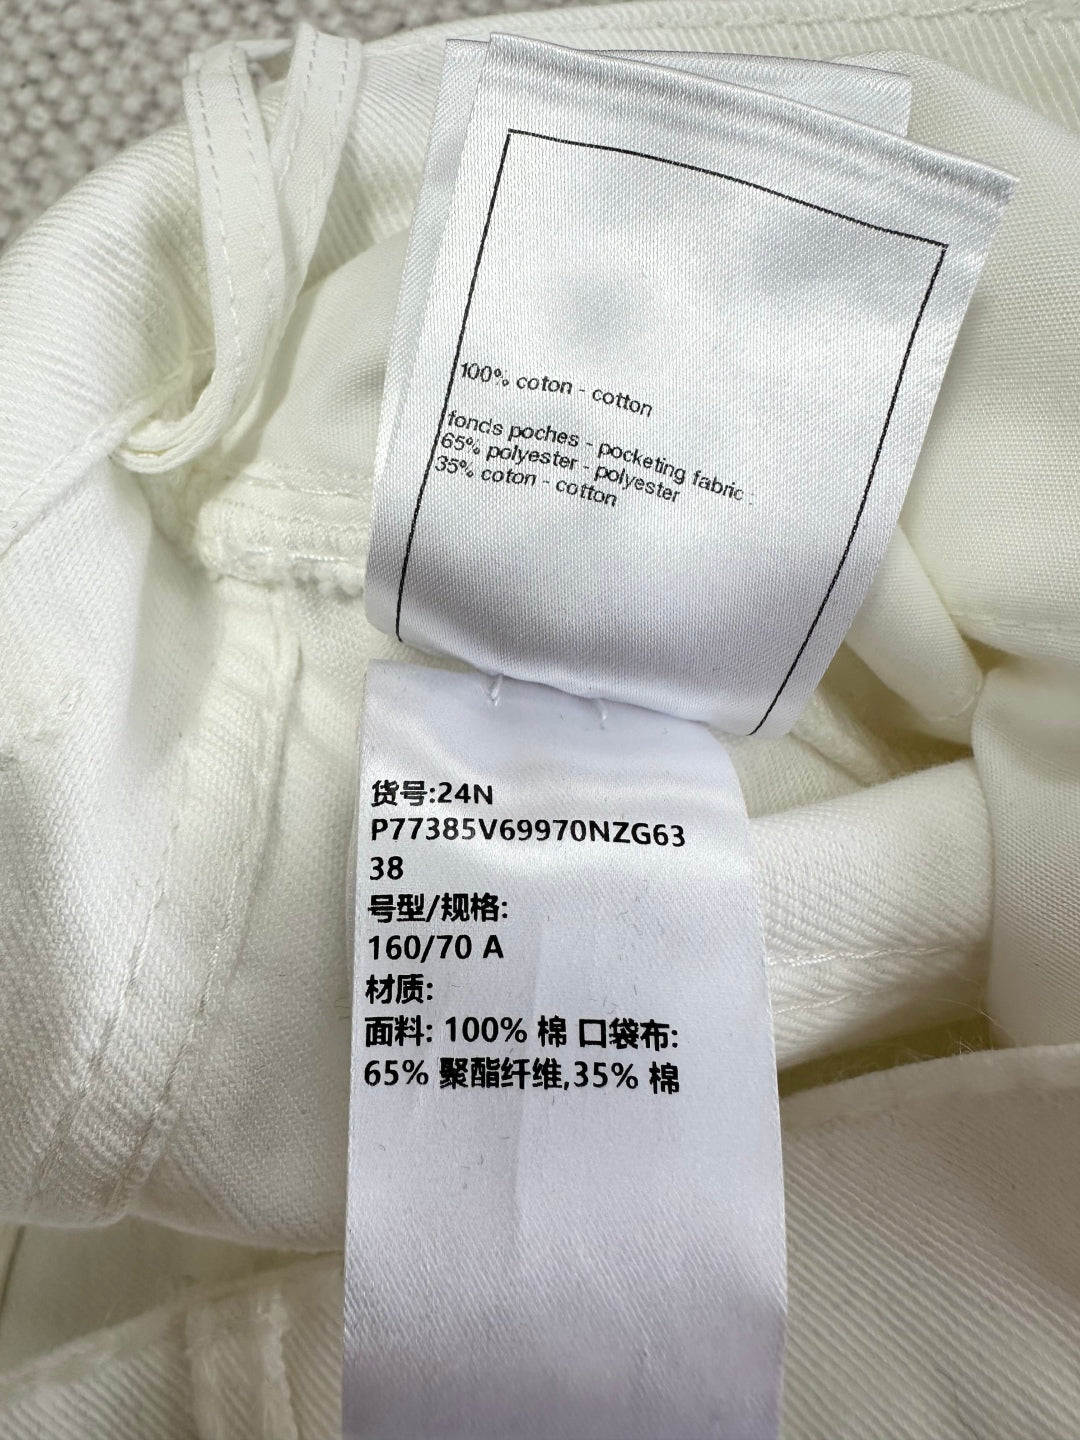 100% coton - cotton
fonds poches - pocketing fabric :
65% polyester - polyester
35% coton - cotton
货号:24N
P77385V69970NZG63
38
号型/规格:
160/70 A
材质:
面料: 100% 棉 口袋布:
65% 聚酯纤维,35% 棉